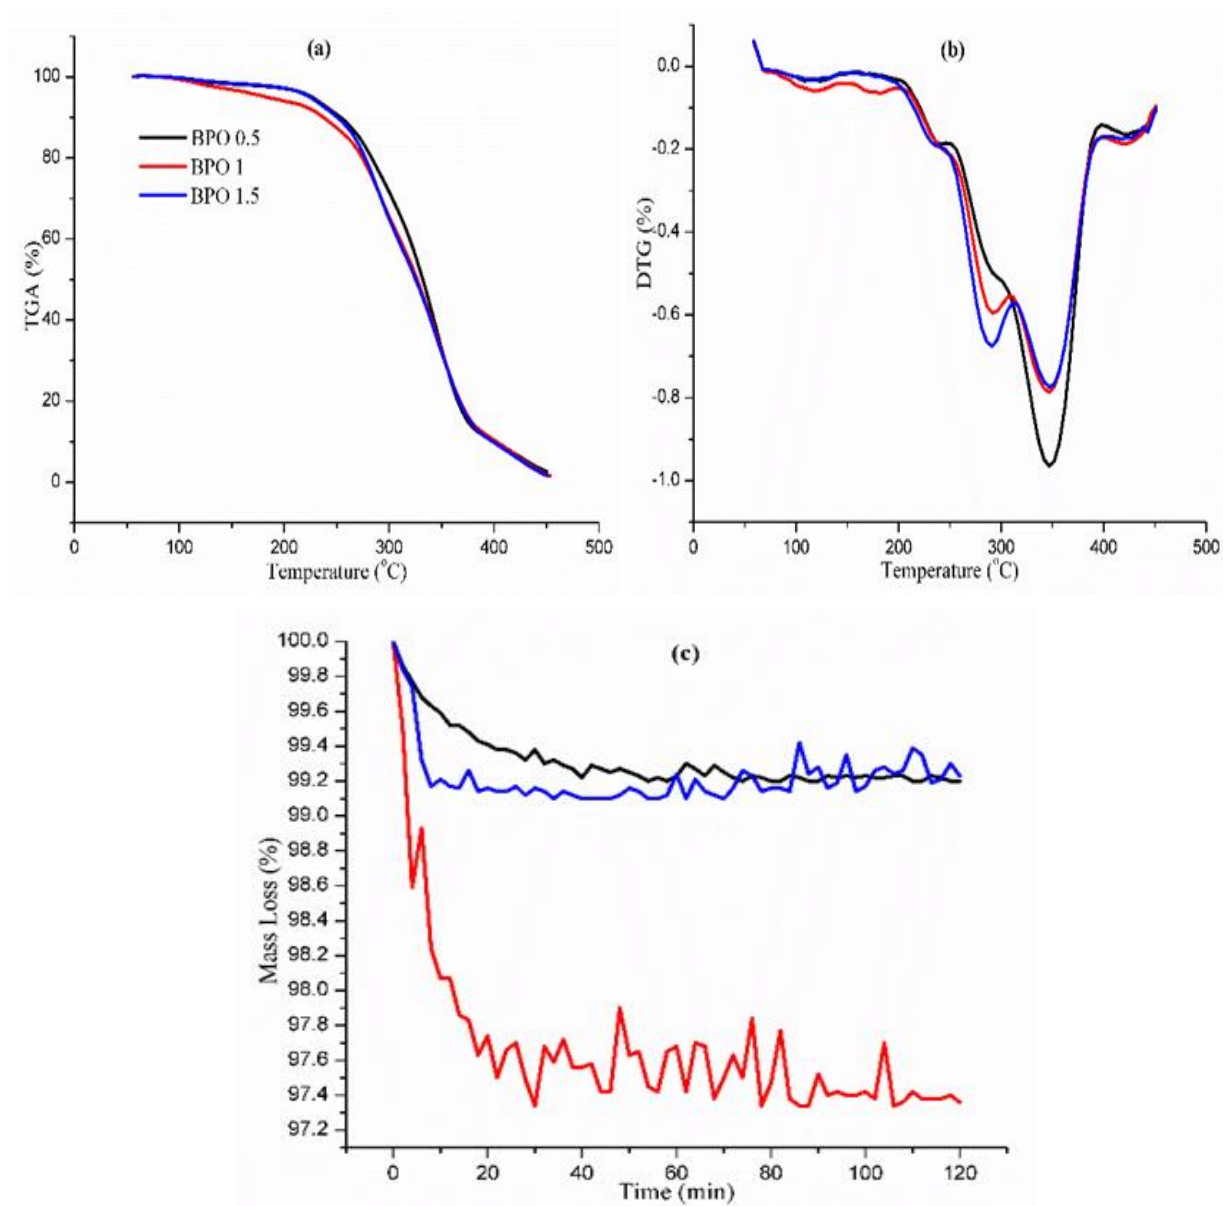 (a)
100
80
60
40
20
0
TGA (%)
BPO 0.5
BPO 1
BPO 1.5
0 100 200 300 400 500
Temperature (°C)
(b)
0.0
-0.2
-0.4
-0.6
-0.8
-1.0
DTG (%)
0 100 200 300 400 500
Temperature (°C)
(c)
100.0
99.8
99.6
99.4
99.2
99.0
98.8
98.6
98.4
98.2
98.0
97.8
97.6
97.4
97.2
Mass Loss (%)
0 20 40 60 80 100 120
Time (min)